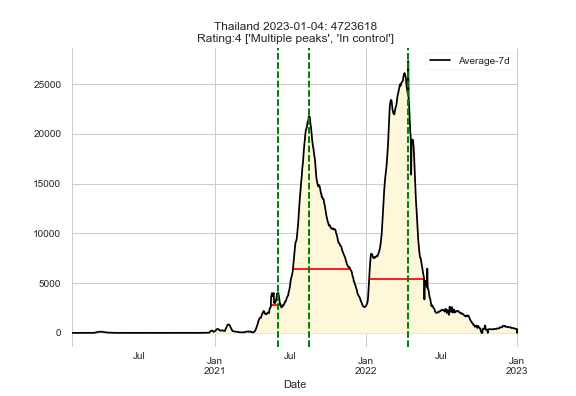 Thailand 2023-01-04: 4723618
Rating:4 ['Multiple peaks', 'In control']
Average-7d
25000
20000
15000
10000
5000
0
Jul
Jan
2021
Jul
Jan
2022
Jul
Jan
2023
Date